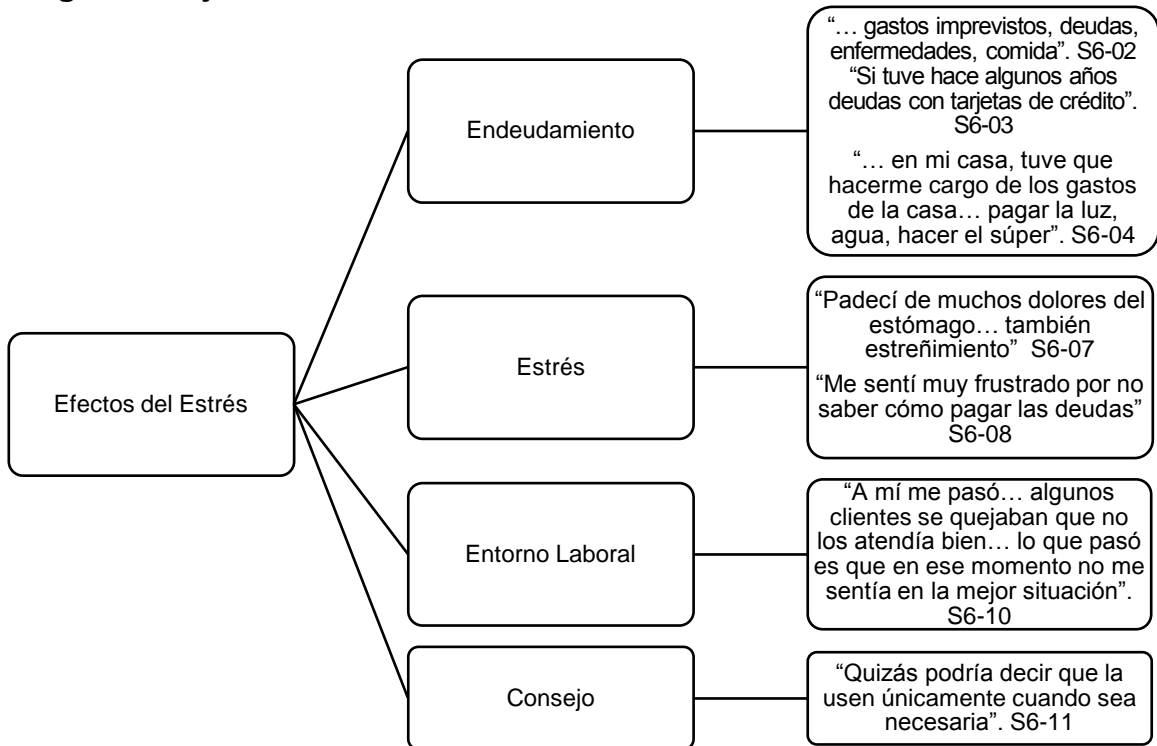 “… gastos imprevistos, deudas,
enfermedades, comida”. S6-02
“Si tuve hace algunos años
deudas con tarjetas de crédito”.
S6-03
“… en mi casa, tuve que
hacerme cargo de los gastos
de la casa… pagar la luz,
agua, hacer el súper”. S6-04
Endeudamiento
“Padecí de muchos dolores del
estómago… también
estreñimiento” S6-07
“Me sentí muy frustrado por no
saber cómo pagar las deudas”
S6-08
Estrés
Efectos del Estrés
“A mí me pasó… algunos
clientes se quejaban que no
los atendía bien… lo que pasó
es que en ese momento no me
sentía en la mejor situación”.
S6-10
Entorno Laboral
“Quizás podría decir que la
usen únicamente cuando sea
necesaria”. S6-11
Consejo